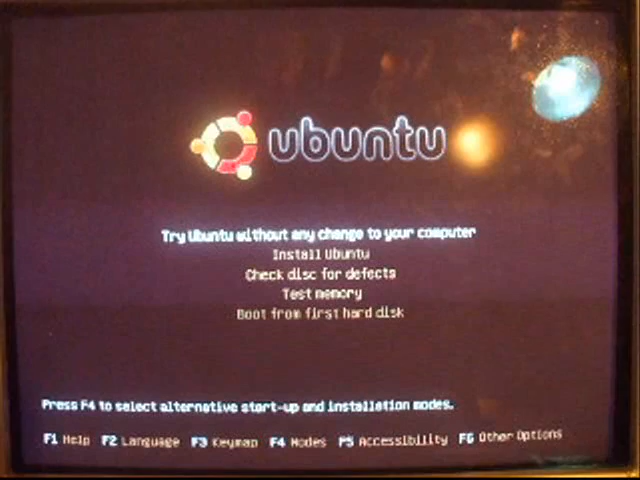 ubuntu
Try Ubuntu without any change to your computer
Install Ubuntu
Check disc for defects
Test memory
Boot from first hard disk
Press F4 to select alternative start-up and installation modes.
F1 Help F2 Language F3 Keymap F4 Modes F5 Accessibility F6 Other Options